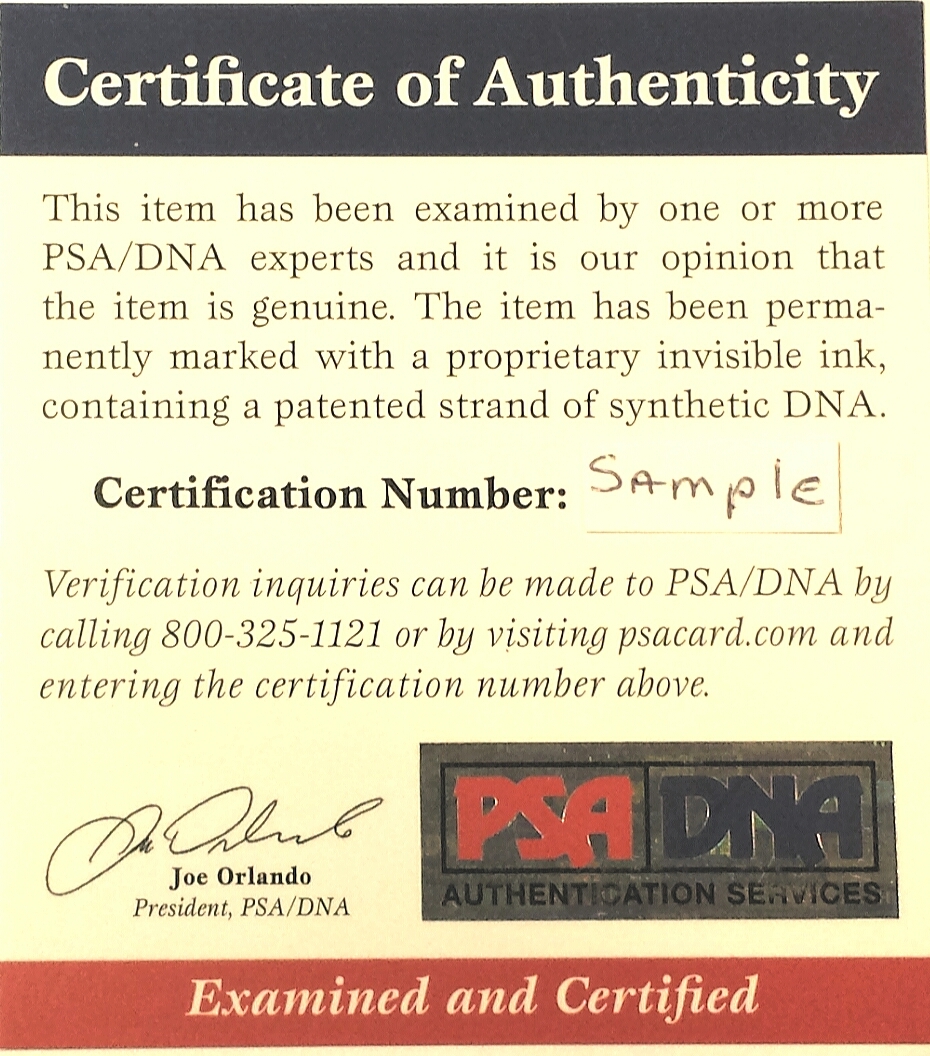 Certificate of Authenticity
This item has been examined by one or more
PSA/DNA experts and it is our opinion that
the item is genuine. The item has been perma-
nently marked with a proprietary invisible ink,
containing a patented strand of synthetic DNA.
Certification Number: SAmple
Verification inquiries can be made to PSA/DNA by
calling 800-325-1121 or by visiting psacard.com and
entering the certification number above.
Joe Orlando
President, PSA/DNA
PSA DNA
AUTHENTICATION SERVICES
Examined and Certified